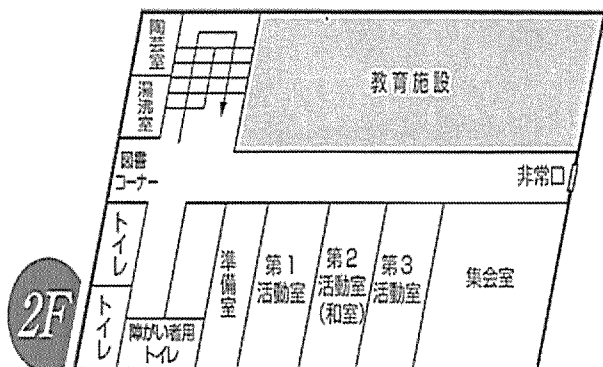 陶芸室
湯沸室
教育施設
図書
コーナー
非常口
トイレ
トイレ
障がい者用
トイレ
準備室
第1
活動室
第2
活動室
(和室)
第3
活動室
集会室
2F